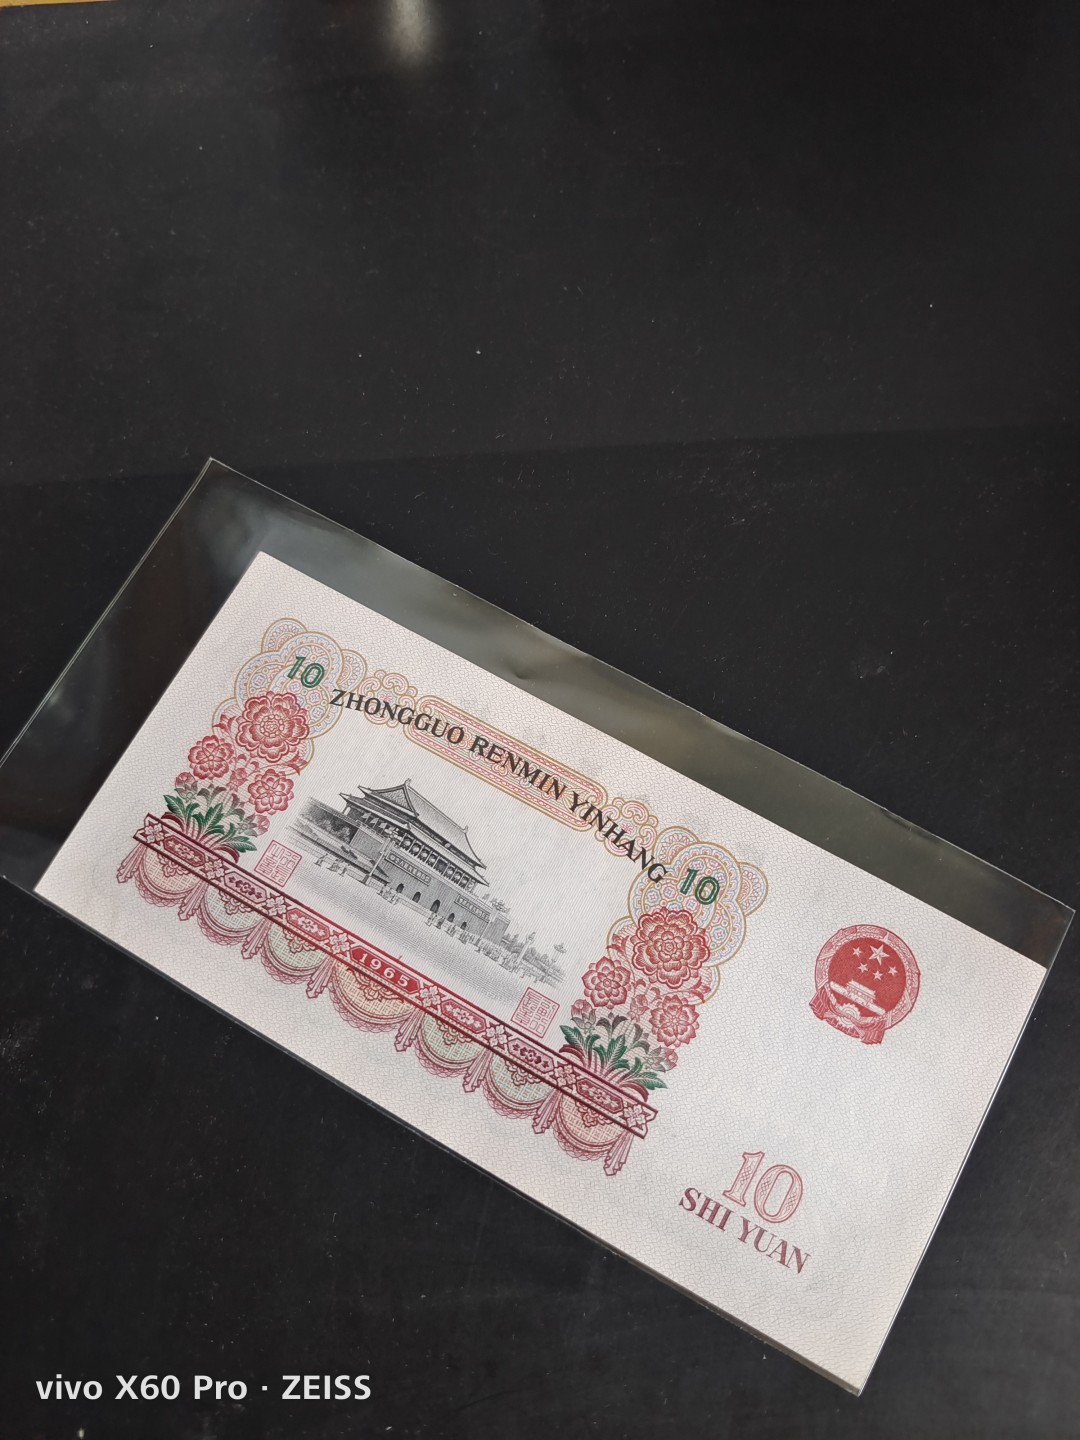 10 ZHONGGUO RENMIN YINHANG 10
1965
10
SHI YUAN
vivo X60 Pro · ZEISS